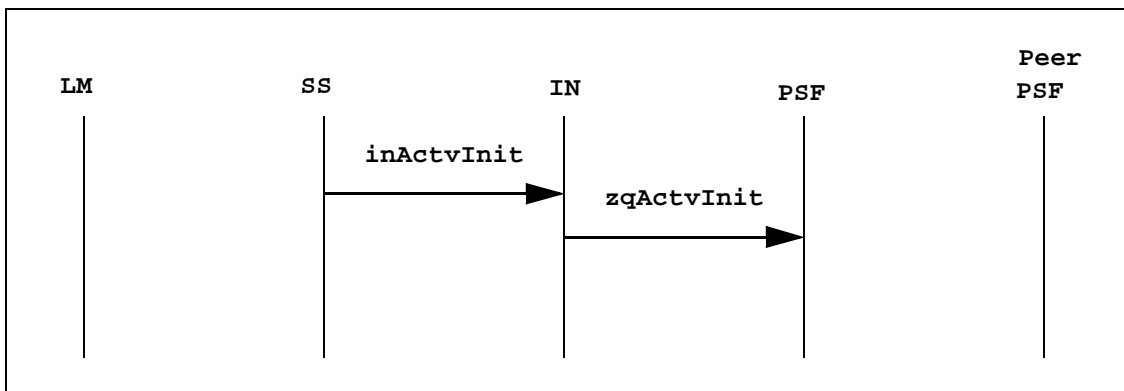 LM
SS
IN
PSF
Peer
PSF
inActvInit
zqActvInit